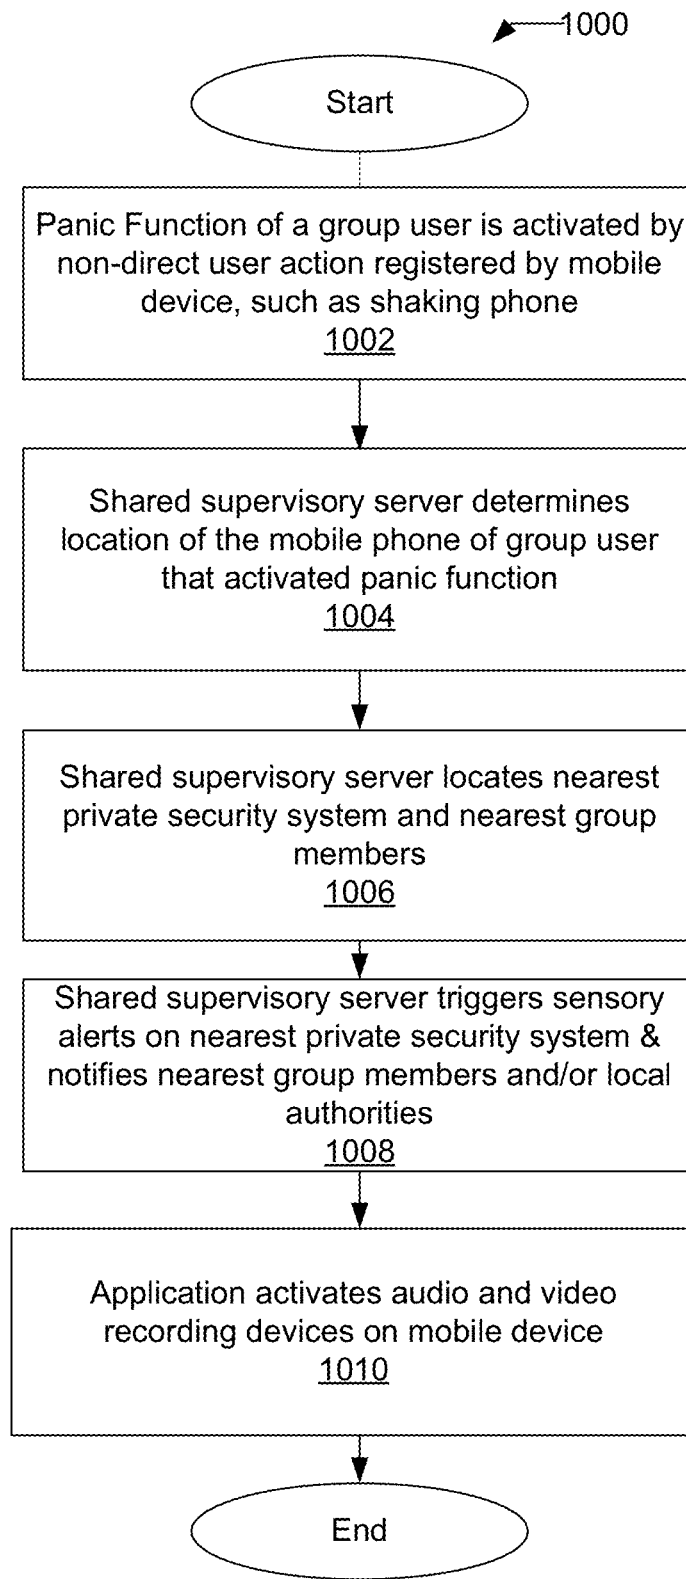 1000
Start
Panic Function of a group user is activated by
non-direct user action registered by mobile
device, such as shaking phone
1002
Shared supervisory server determines
location of the mobile phone of group user
that activated panic function
1004
Shared supervisory server locates nearest
private security system and nearest group
members
1006
Shared supervisory server triggers sensory
alerts on nearest private security system &
notifies nearest group members and/or local
authorities
1008
Application activates audio and video
recording devices on mobile device
1010
End